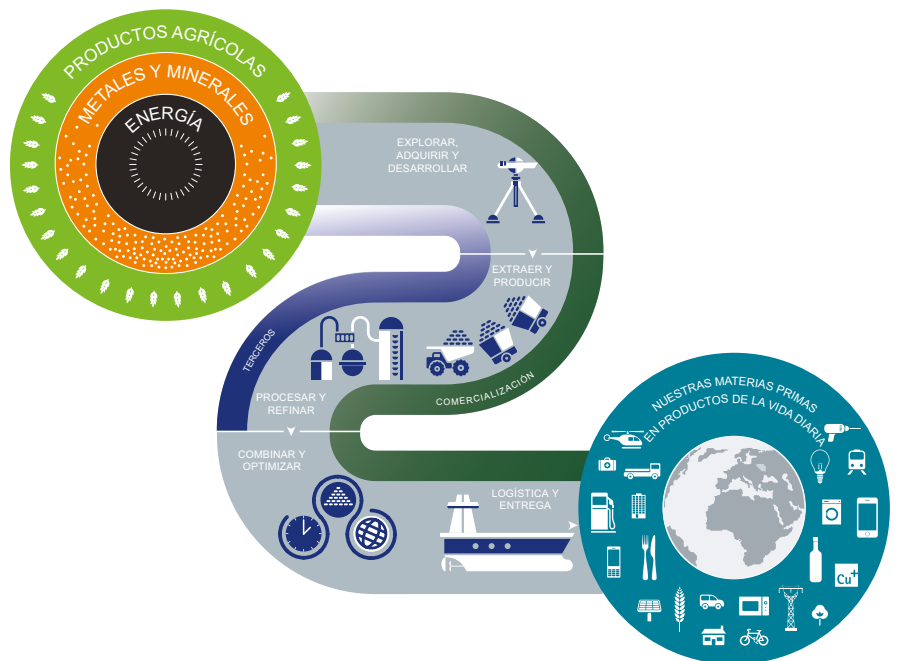 PRODUCTOS AGRÍCOLAS
METALES Y MINERALES
ENERGÍA
EXPLORAR,
ADQUIRIR Y
DESARROLLAR
EXTRAER Y
PRODUCIR
TERCEROS
COMERCIALIZACIÓN
PROCESAR Y
REFINAR
COMBINAR Y
OPTIMIZAR
LOGÍSTICA Y
ENTREGA
NUESTRAS MATERIAS PRIMAS
EN PRODUCTOS DE LA VIDA DIARIA
Cu+